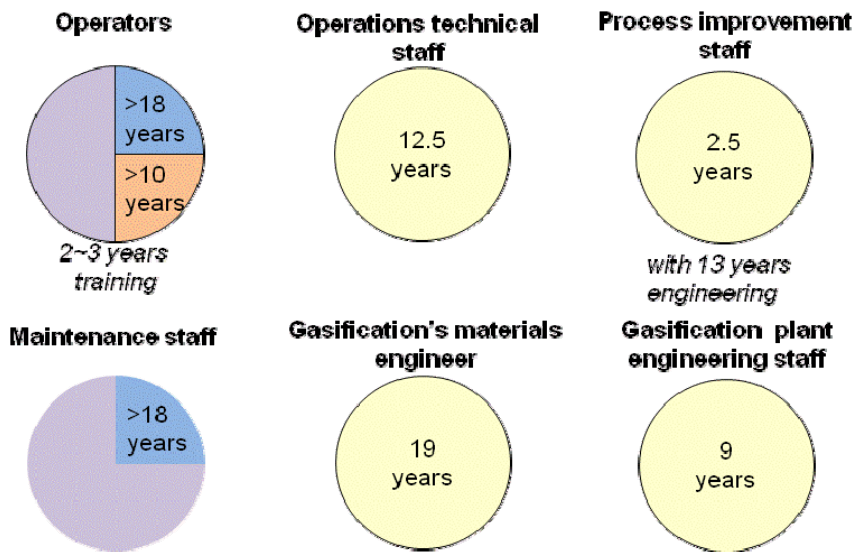 Operators
>18
years
>10
years
2~3 years
training
Operations technical
staff
12.5
years
Process improvement
staff
2.5
years
with 13 years
engineering
Maintenance staff
>18
years
Gasification's materials
engineer
19
years
Gasification plant
engineering staff
9
years